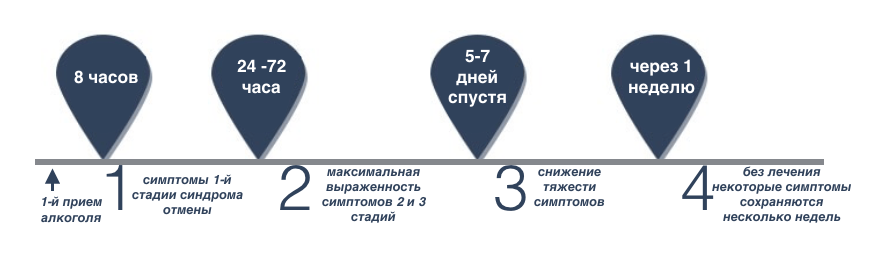 8 часов
24 -72
часа
5-7
дней
спустя
через 1
неделю
1-й прием
алкоголя
1
симптомы 1-й
стадии синдрома
отмены
2
максимальная
выраженность
симптомов 2 и 3
стадий
3
снижение
тяжести
симптомов
4
без лечения
некоторые симптомы
сохраняются
несколько недель